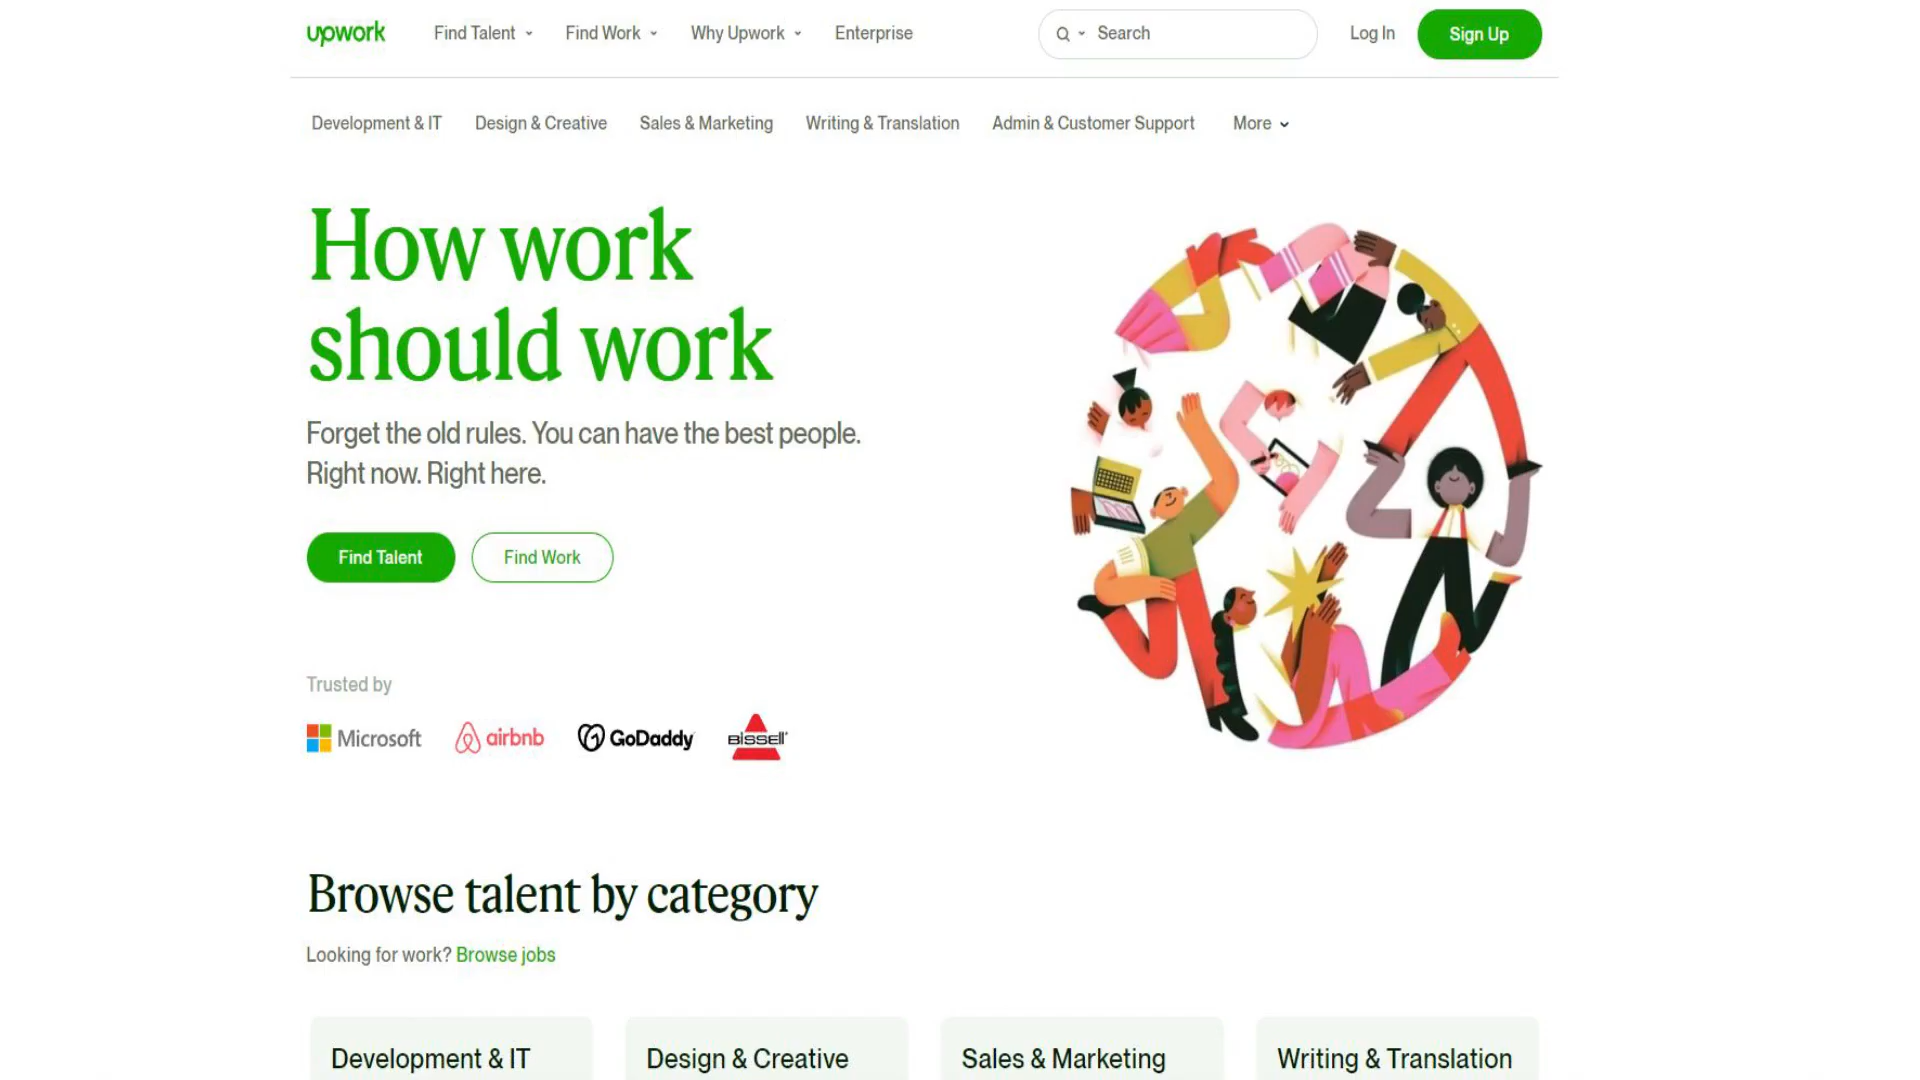 upwork Find Talent Find Work Why Upwork Enterprise Search Log In Sign Up
Development & IT Design & Creative Sales & Marketing Writing & Translation Admin & Customer Support More
How work
should work
Forget the old rules. You can have the best people.
Right now. Right here.
Find Talent Find Work
Trusted by
Microsoft airbnb GoDaddy BISSELL
Browse talent by category
Looking for work? Browse jobs
Development & IT Design & Creative Sales & Marketing Writing & Translation